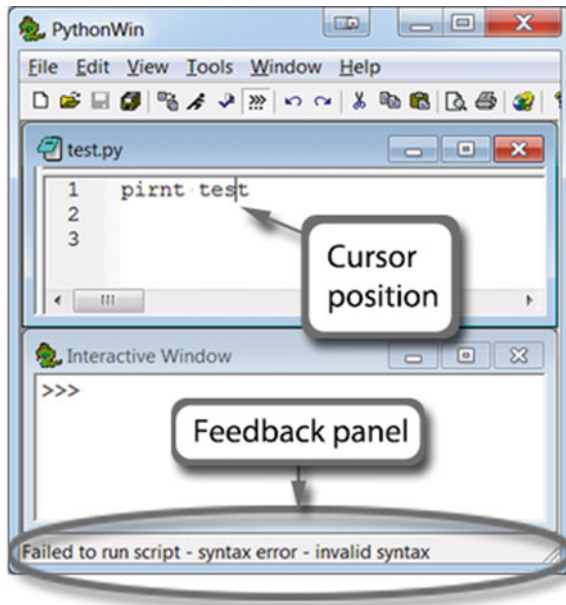 PythonWin
File Edit View Tools Window Help
test.py
1 pirnt test
2
3
Cursor
position
Interactive Window
>>>
Feedback panel
Failed to run script - syntax error - invalid syntax